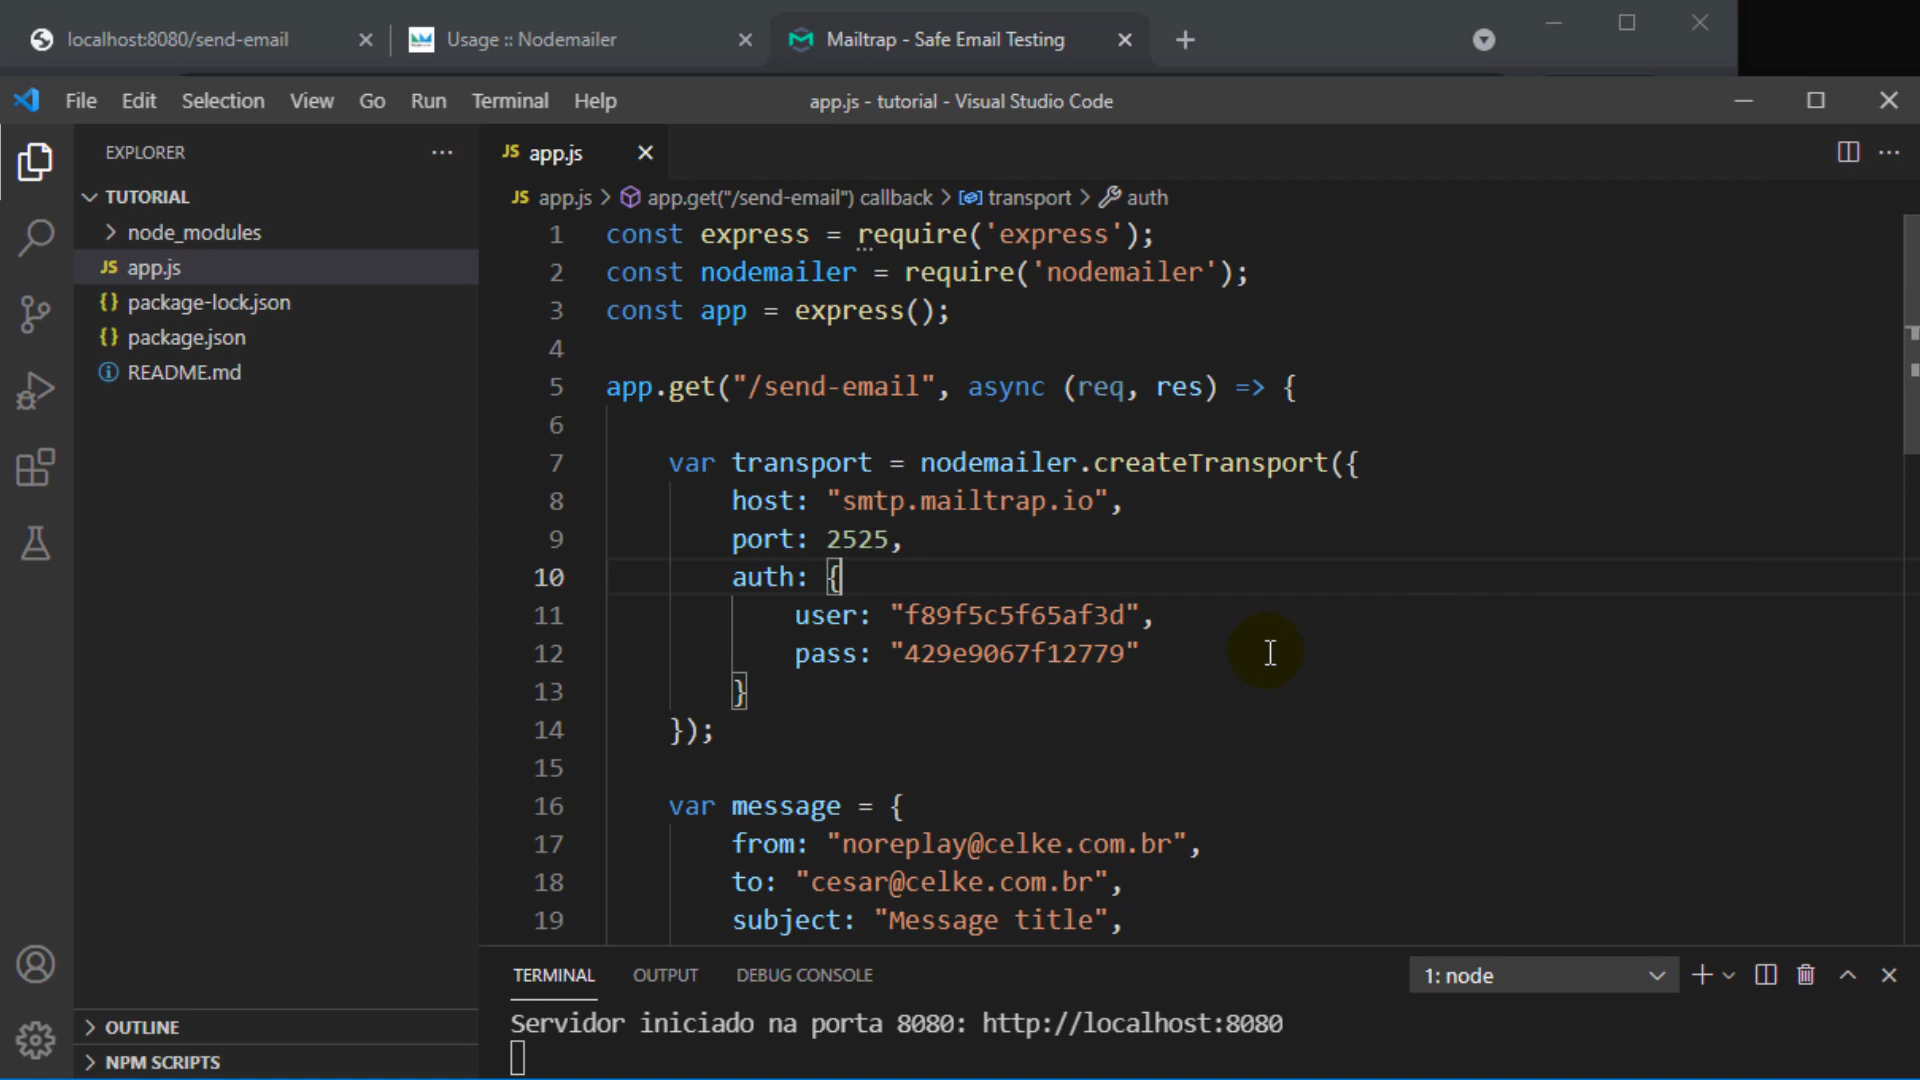 localhost:8080/send-email
Usage :: Nodemailer
Mailtrap - Safe Email Testing
File Edit Selection View Go Run Terminal Help
app.js - tutorial - Visual Studio Code
EXPLORER
TUTORIAL
node_modules
JS app.js
{} package-lock.json
{} package.json
README.md
OUTLINE
NPM SCRIPTS
JS app.js
JS app.js > app.get("/send-email") callback > transport > auth
1 const express = require('express');
2 const nodemailer = require('nodemailer');
3 const app = express();
4
5 app.get("/send-email", async (req, res) => {
6
7 var transport = nodemailer.createTransport({
8 host: "smtp.mailtrap.io",
9 port: 2525,
10 auth: {
11 user: "f89f5c5f65af3d",
12 pass: "429e9067f12779"
13 }
14 });
15
16 var message = {
17 from: "noreplay@celke.com.br",
18 to: "cesar@celke.com.br",
19 subject: "Message title",
TERMINAL OUTPUT DEBUG CONSOLE
1: node
Servidor iniciado na porta 8080: http://localhost:8080